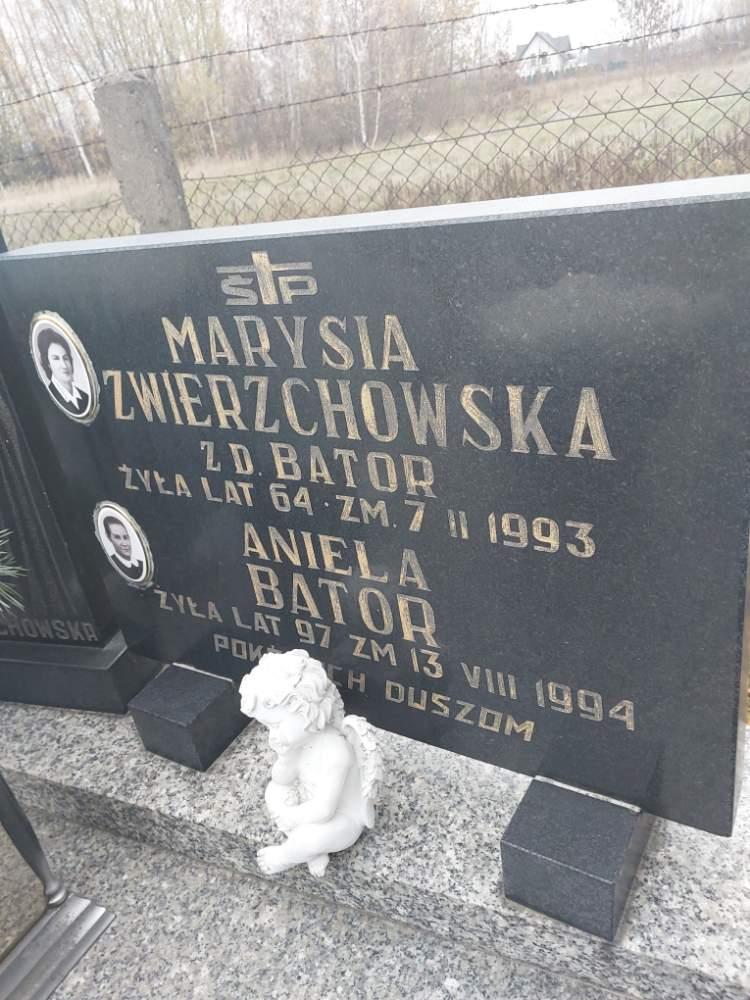 Ś P
MARYSIA
ZWIERZCHOWSKA
Z D. BATOR
ŻYŁA LAT 64 · ZM. 7 II 1993
ANIELA
BATOR
ŻYŁA LAT 97 ZM 13 VIII 1994
DUSZOM
CHOWSKA